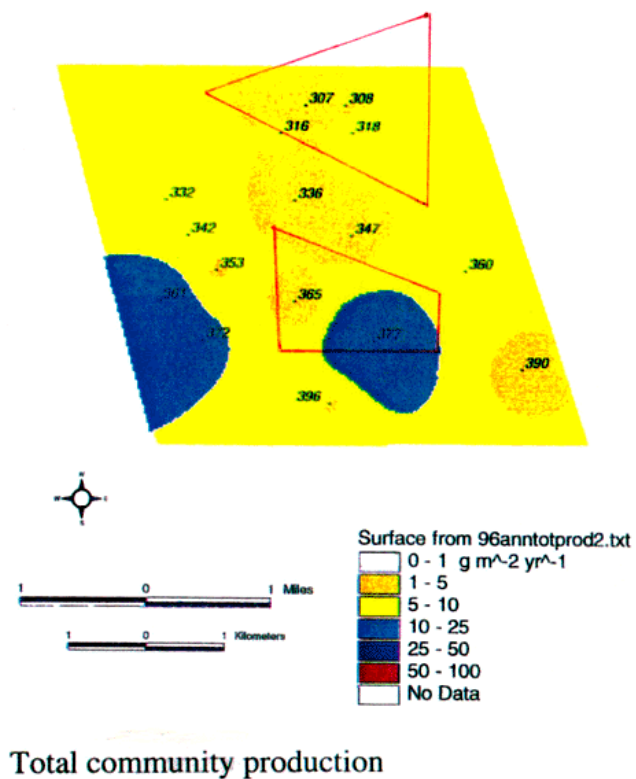 307 308
316 318
332 336
342 347
353 360
361 365
372 377
390
396
N
W E
S
1 0 1 Miles
1 0 1 Kilometers
Surface from 96anntotprod2.txt
0 - 1 g m^-2 yr^-1
1 - 5
5 - 10
10 - 25
25 - 50
50 - 100
No Data
Total community production